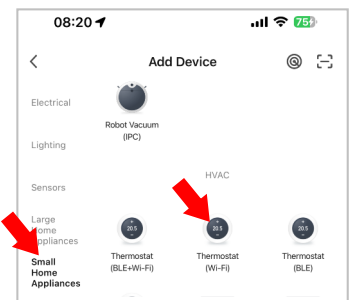 08:20
75
Add Device
Electrical
Robot Vacuum
(IPC)
Lighting
HVAC
Sensors
Large
Home
Appliances
20.5
20.5
20.5
Small
Home
Appliances
Thermostat
(BLE+Wi-Fi)
Thermostat
(Wi-Fi)
Thermostat
(BLE)